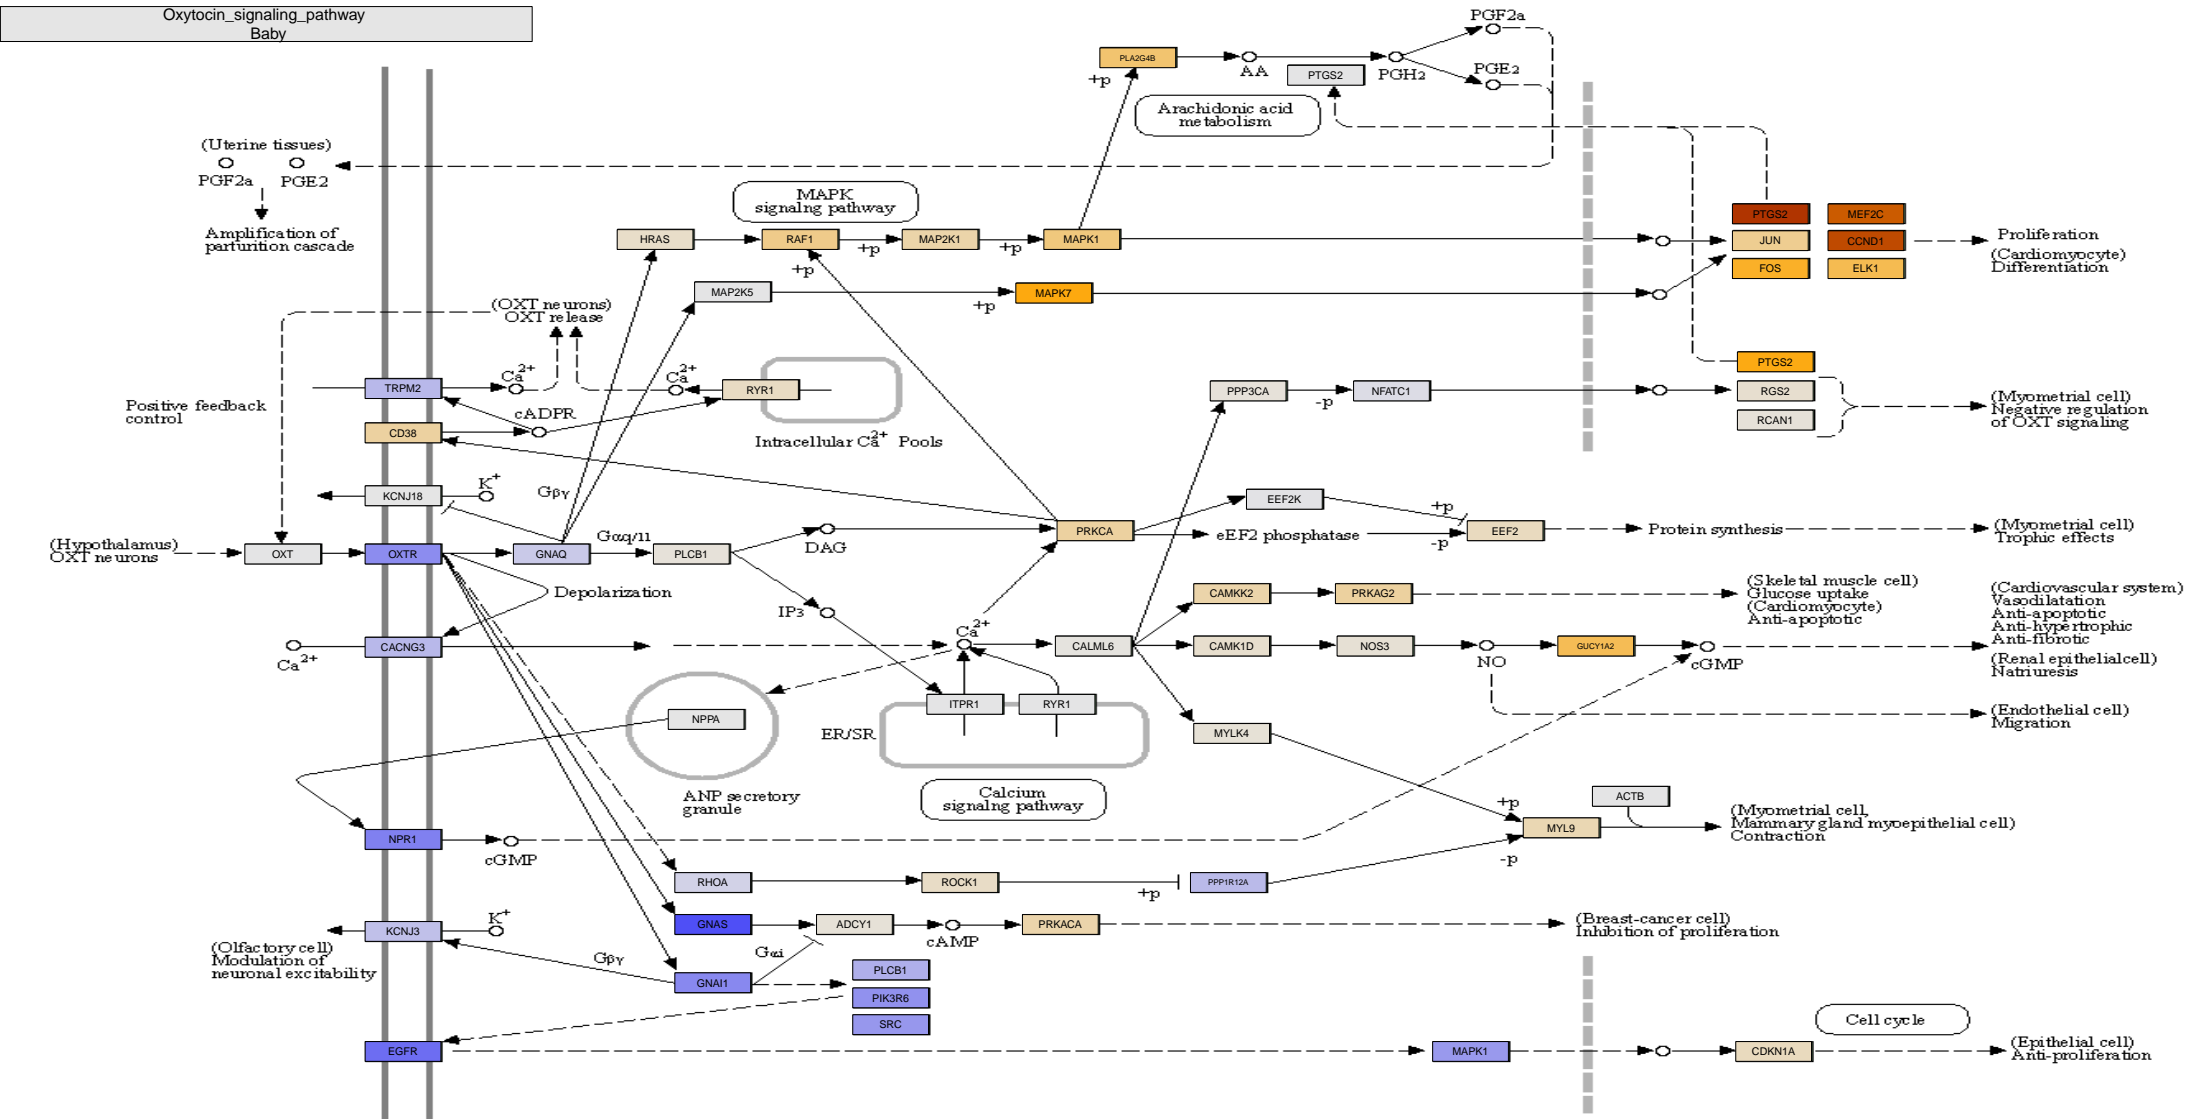 Oxytocin_signaling_pathway
Baby
PGF2a
PLA2G4B
+p
AA
PTGS2
PGH2
PGE2
Arachidonic acid
metabolism
(Uterine tissues)
PGF2a
PGE2
Amplification of
parturition cascade
MAPK
signalng pathway
HRAS
RAF1
+p
MAP2K1
+p
MAPK1
+p
PTGS2
MEF2C
JUN
CCND1
FOS
ELK1
Proliferation
(Cardiomyocyte)
Differentiation
MAP2K5
+p
MAPK7
(OXT neurons)
OXT release
TRPM2
Ca2+
Ca2+
RYR1
cADPR
CD38
Intracellular Ca2+ Pools
Positive feedback
control
PPP3CA
-p
NFATC1
PTGS2
RGS2
RCAN1
(Myometrial cell)
Negative regulation
of OXT signaling
KCNJ18
K+
Gβγ
Gαq/11
(Hypothalamus)
OXT neurons
OXT
OXTR
GNAQ
PLCB1
DAG
PRKCA
EEF2K
+p
eEF2 phosphatase
-p
EEF2
Protein synthesis
(Myometrial cell)
Trophic effects
Depolarization
IP3
CAMKK2
PRKAG2
(Skeletal muscle cell)
Glucose uptake
(Cardiomyocyte)
Anti-apoptotic
(Cardiovascular system)
Vasodilatation
Anti-apoptotic
Anti-hypertrophic
Anti-fibrotic
(Renal epithelialcell)
Natriuresis
Ca2+
CACNG3
Ca2+
CALML6
CAMK1D
NOS3
NO
GUCY1A2
cGMP
NPPA
ITPR1
RYR1
ER/SR
MYLK4
(Endothelial cell)
Migration
ANP secretory
granule
Calcium
signalng pathway
NPR1
cGMP
+p
MYL9
-p
ACTB
(Myometrial cell,
Mammary gland myoepithelial cell)
Contraction
RHOA
ROCK1
+p
PPP1R12A
GNAS
ADCY1
cAMP
PRKACA
(Breast-cancer cell)
Inhibition of proliferation
KCNJ3
K+
(Olfactory cell)
Modulation of
neuronal excitability
Gβγ
Gαi
GNAI1
PLCB1
PIK3R6
SRC
EGFR
MAPK1
CDKN1A
Cell cycle
(Epithelial cell)
Anti-proliferation